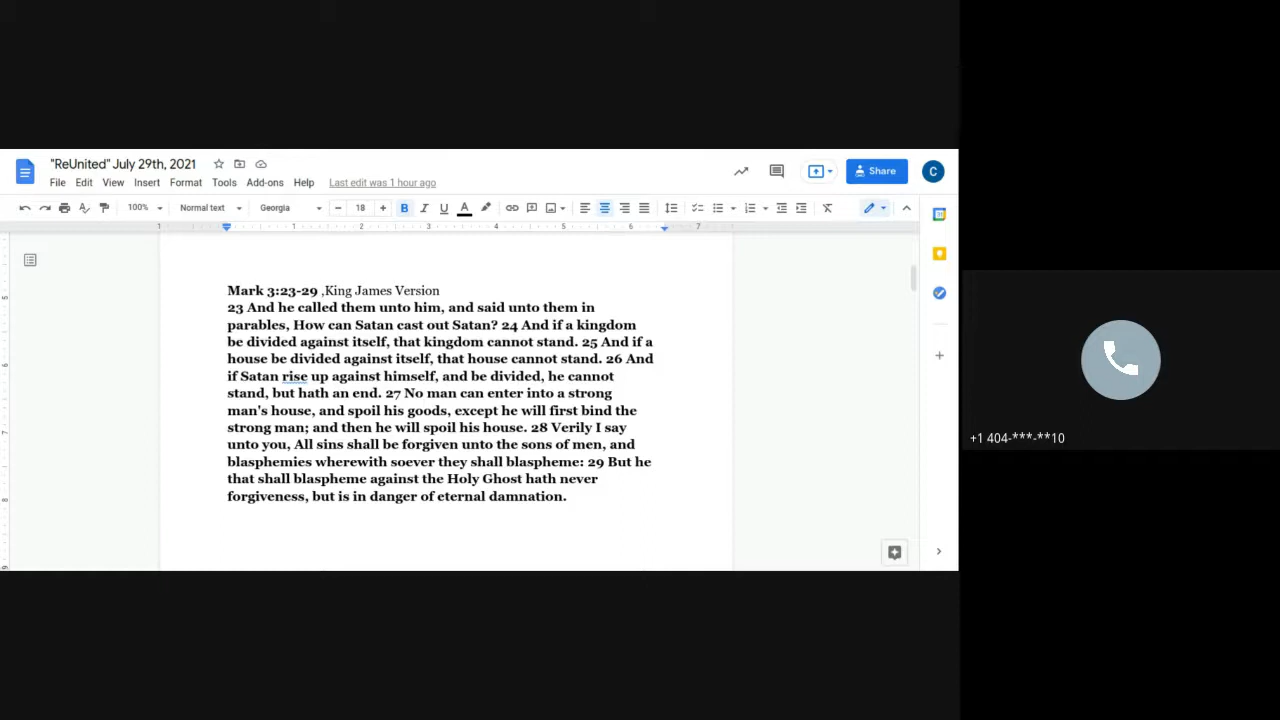 "ReUnited" July 29th, 2021
File Edit View Insert Format Tools Add-ons Help Last edit was 1 hour ago
Share
C
100% Normal text Georgia 18 B I U A
1 1 2 3 4 5 6 7
Mark 3:23-29 ,King James Version
23 And he called them unto him, and said unto them in
parables, How can Satan cast out Satan? 24 And if a kingdom
be divided against itself, that kingdom cannot stand. 25 And if a
house be divided against itself, that house cannot stand. 26 And
if Satan rise up against himself, and be divided, he cannot
stand, but hath an end. 27 No man can enter into a strong
man's house, and spoil his goods, except he will first bind the
strong man; and then he will spoil his house. 28 Verily I say
unto you, All sins shall be forgiven unto the sons of men, and
blasphemies wherewith soever they shall blaspheme: 29 But he
that shall blaspheme against the Holy Ghost hath never
forgiveness, but is in danger of eternal damnation.
+1 404-***-**10